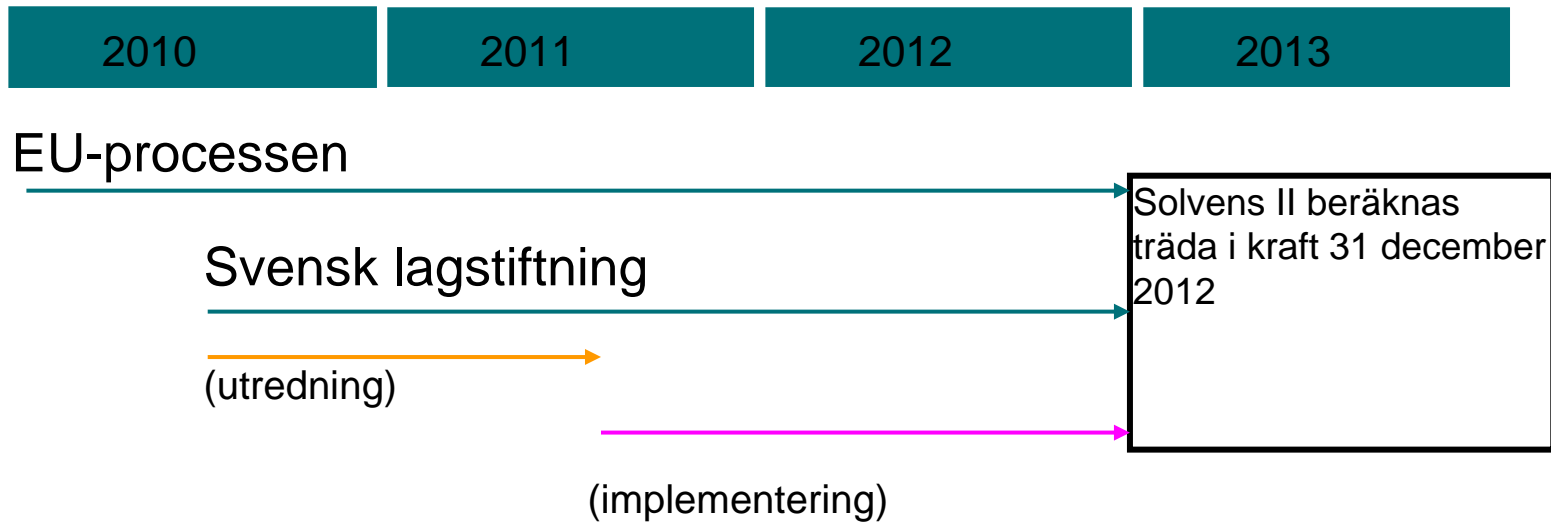 2010 2011 2012 2013
EU-processen
Solvens II beräknas
träda i kraft 31 december
2012
Svensk lagstiftning
(utredning)
(implementering)